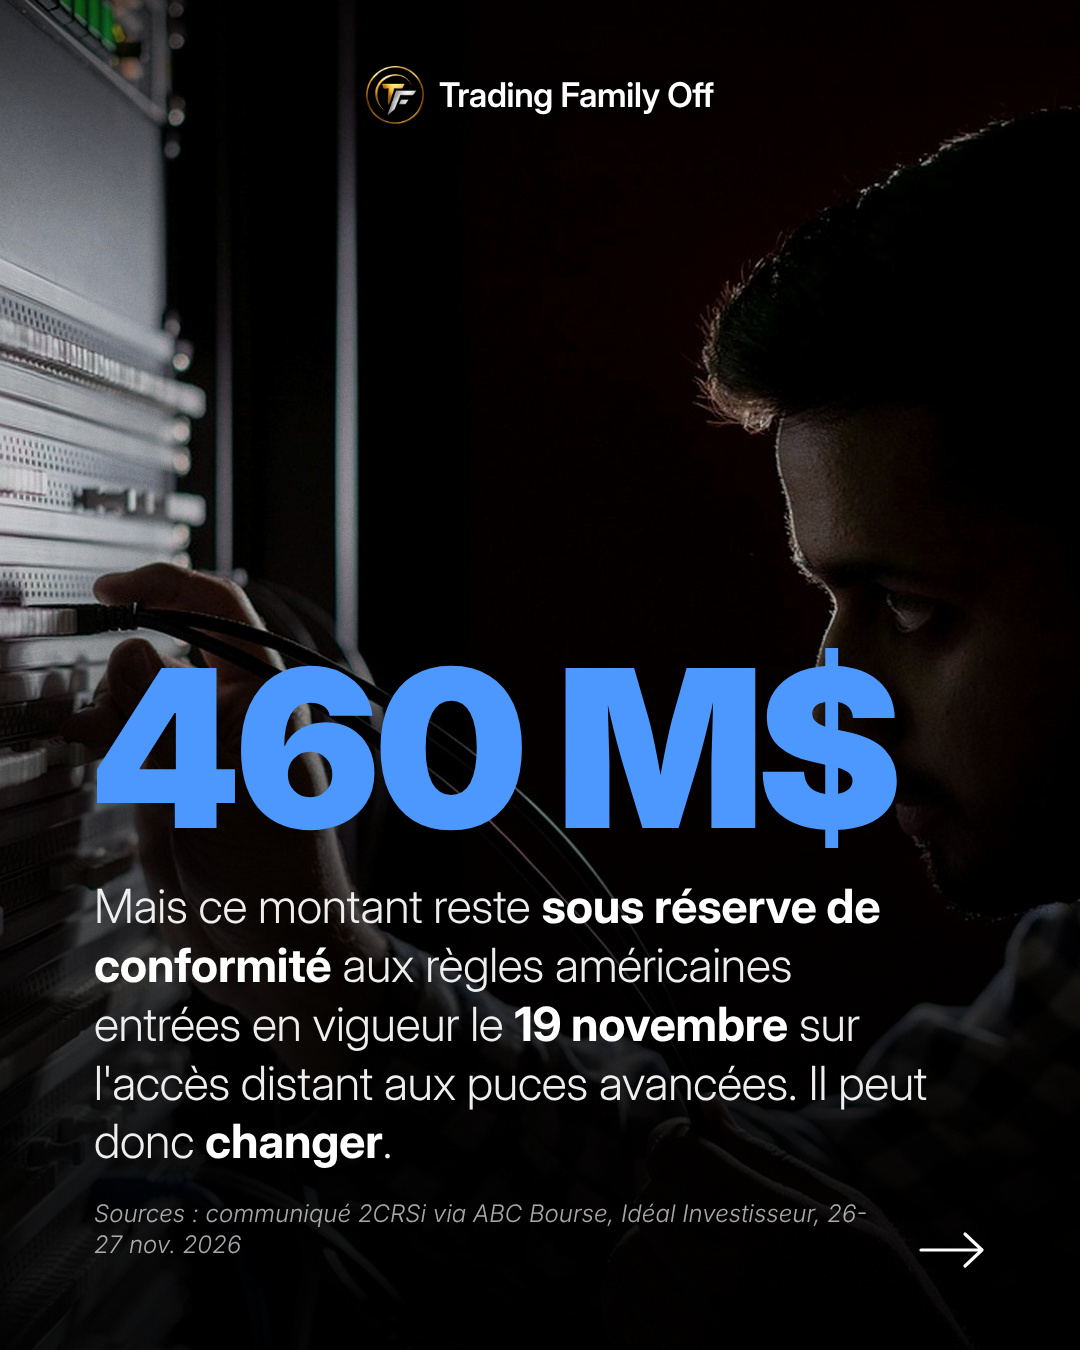 Trading Family Off
460 M$
Mais ce montant reste sous réserve de
conformité aux règles américaines
entrées en vigueur le 19 novembre sur
l'accès distant aux puces avancées. Il peut
donc changer.
Sources : communiqué 2CRSi via ABC Bourse, Idéal Investisseur, 26-
27 nov. 2026